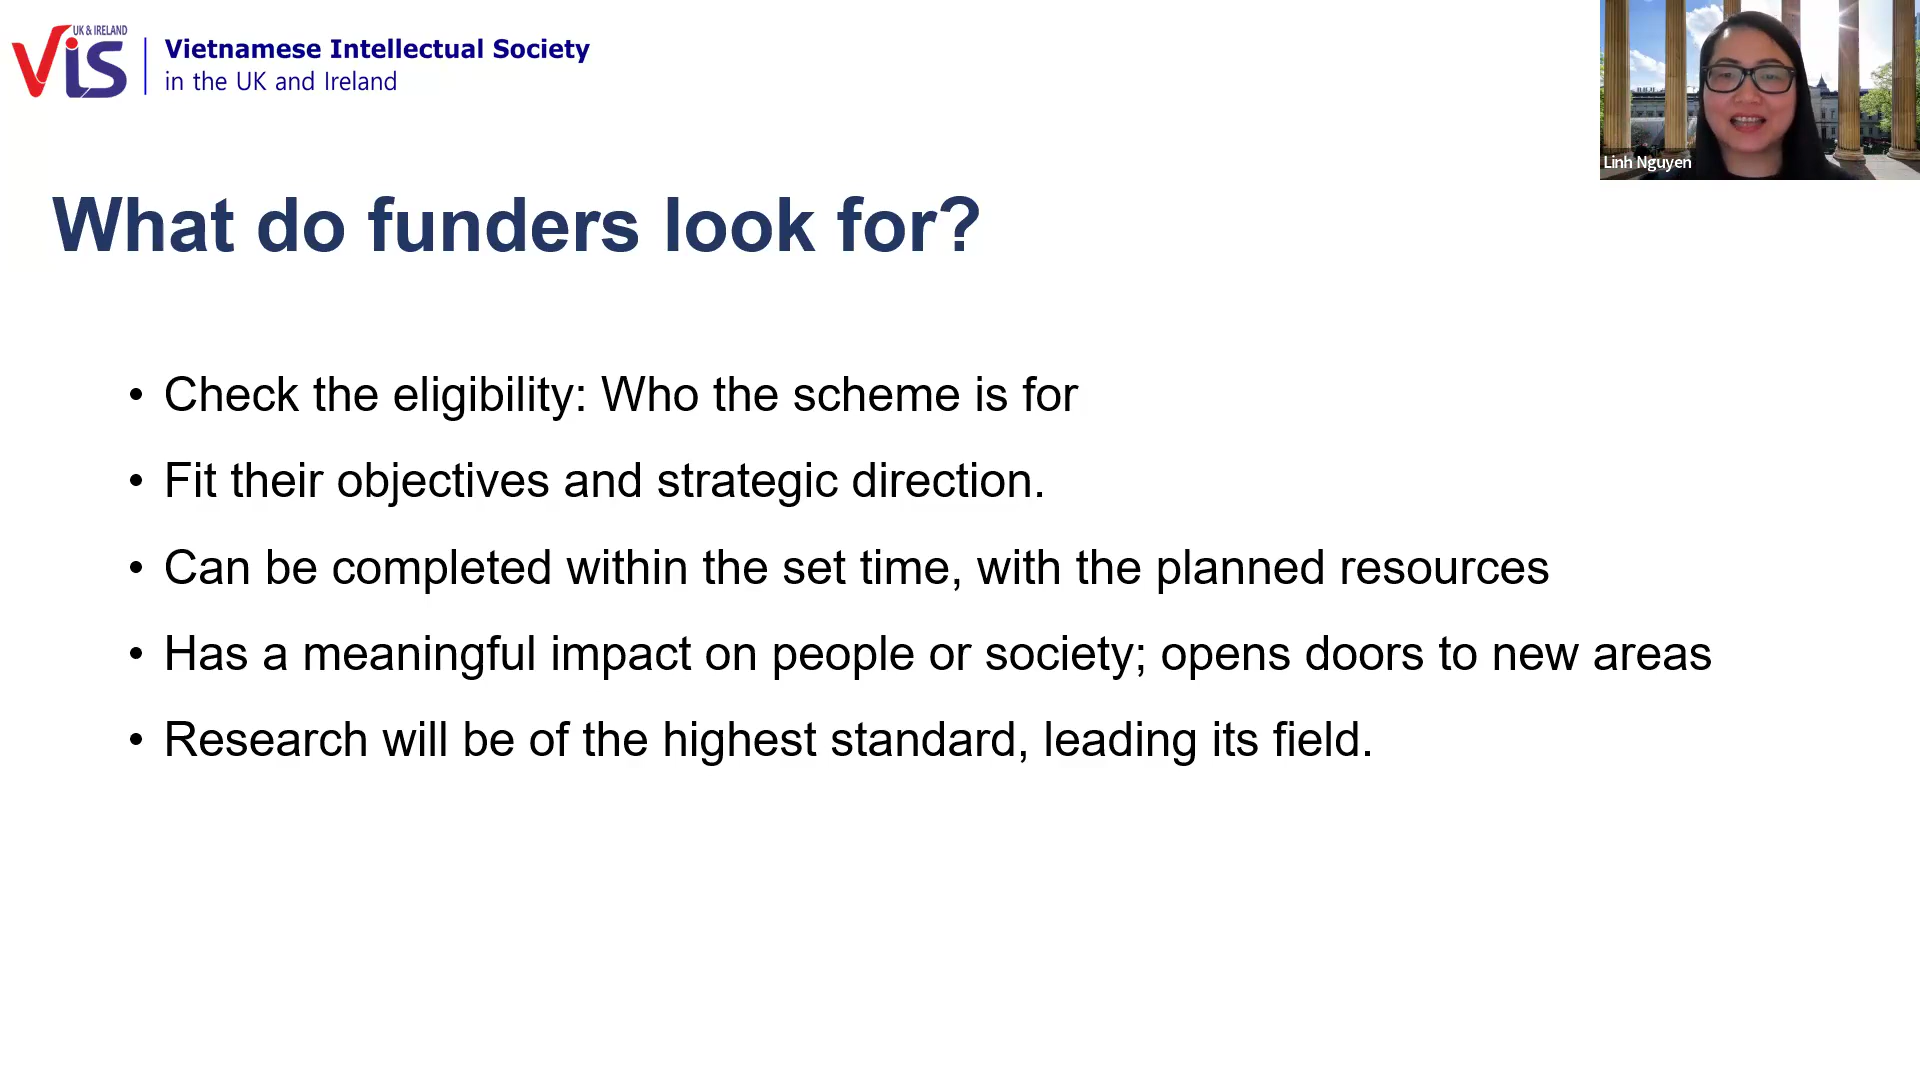 UK & IRELAND
VIS
Vietnamese Intellectual Society
in the UK and Ireland
Linh Nguyen
What do funders look for?
• Check the eligibility: Who the scheme is for
• Fit their objectives and strategic direction.
• Can be completed within the set time, with the planned resources
• Has a meaningful impact on people or society; opens doors to new areas
• Research will be of the highest standard, leading its field.